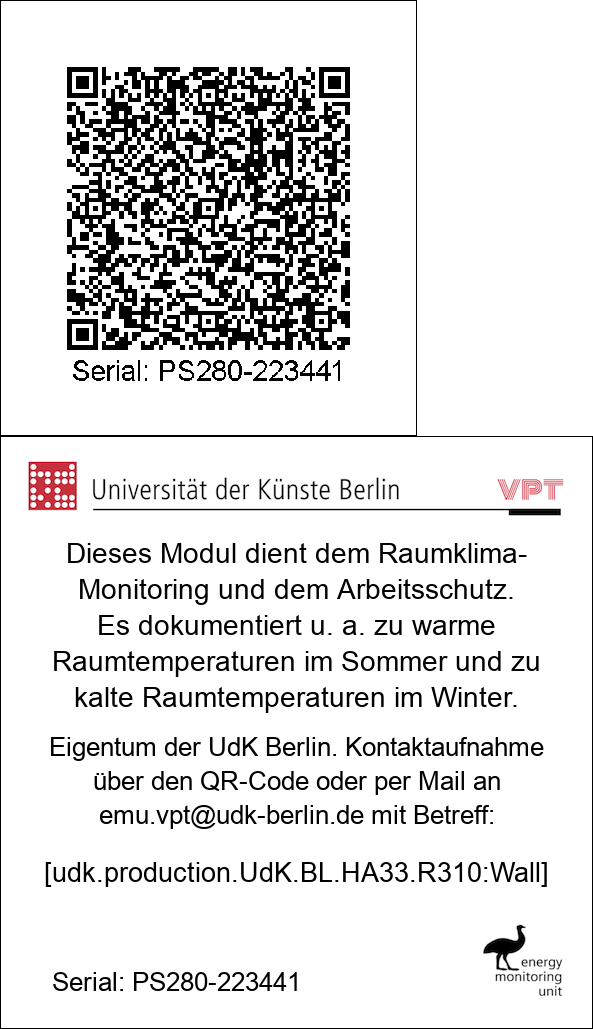 Serial: PS280-223441
Universität der Künste Berlin
VPT
Dieses Modul dient dem Raumklima-
Monitoring und dem Arbeitsschutz.
Es dokumentiert u. a. zu warme
Raumtemperaturen im Sommer und zu
kalte Raumtemperaturen im Winter.
Eigentum der UdK Berlin. Kontaktaufnahme
über den QR-Code oder per Mail an
emu.vpt@udk-berlin.de mit Betreff:
[udk.production.UdK.BL.HA33.R310:Wall]
Serial: PS280-223441
energy
monitoring
unit